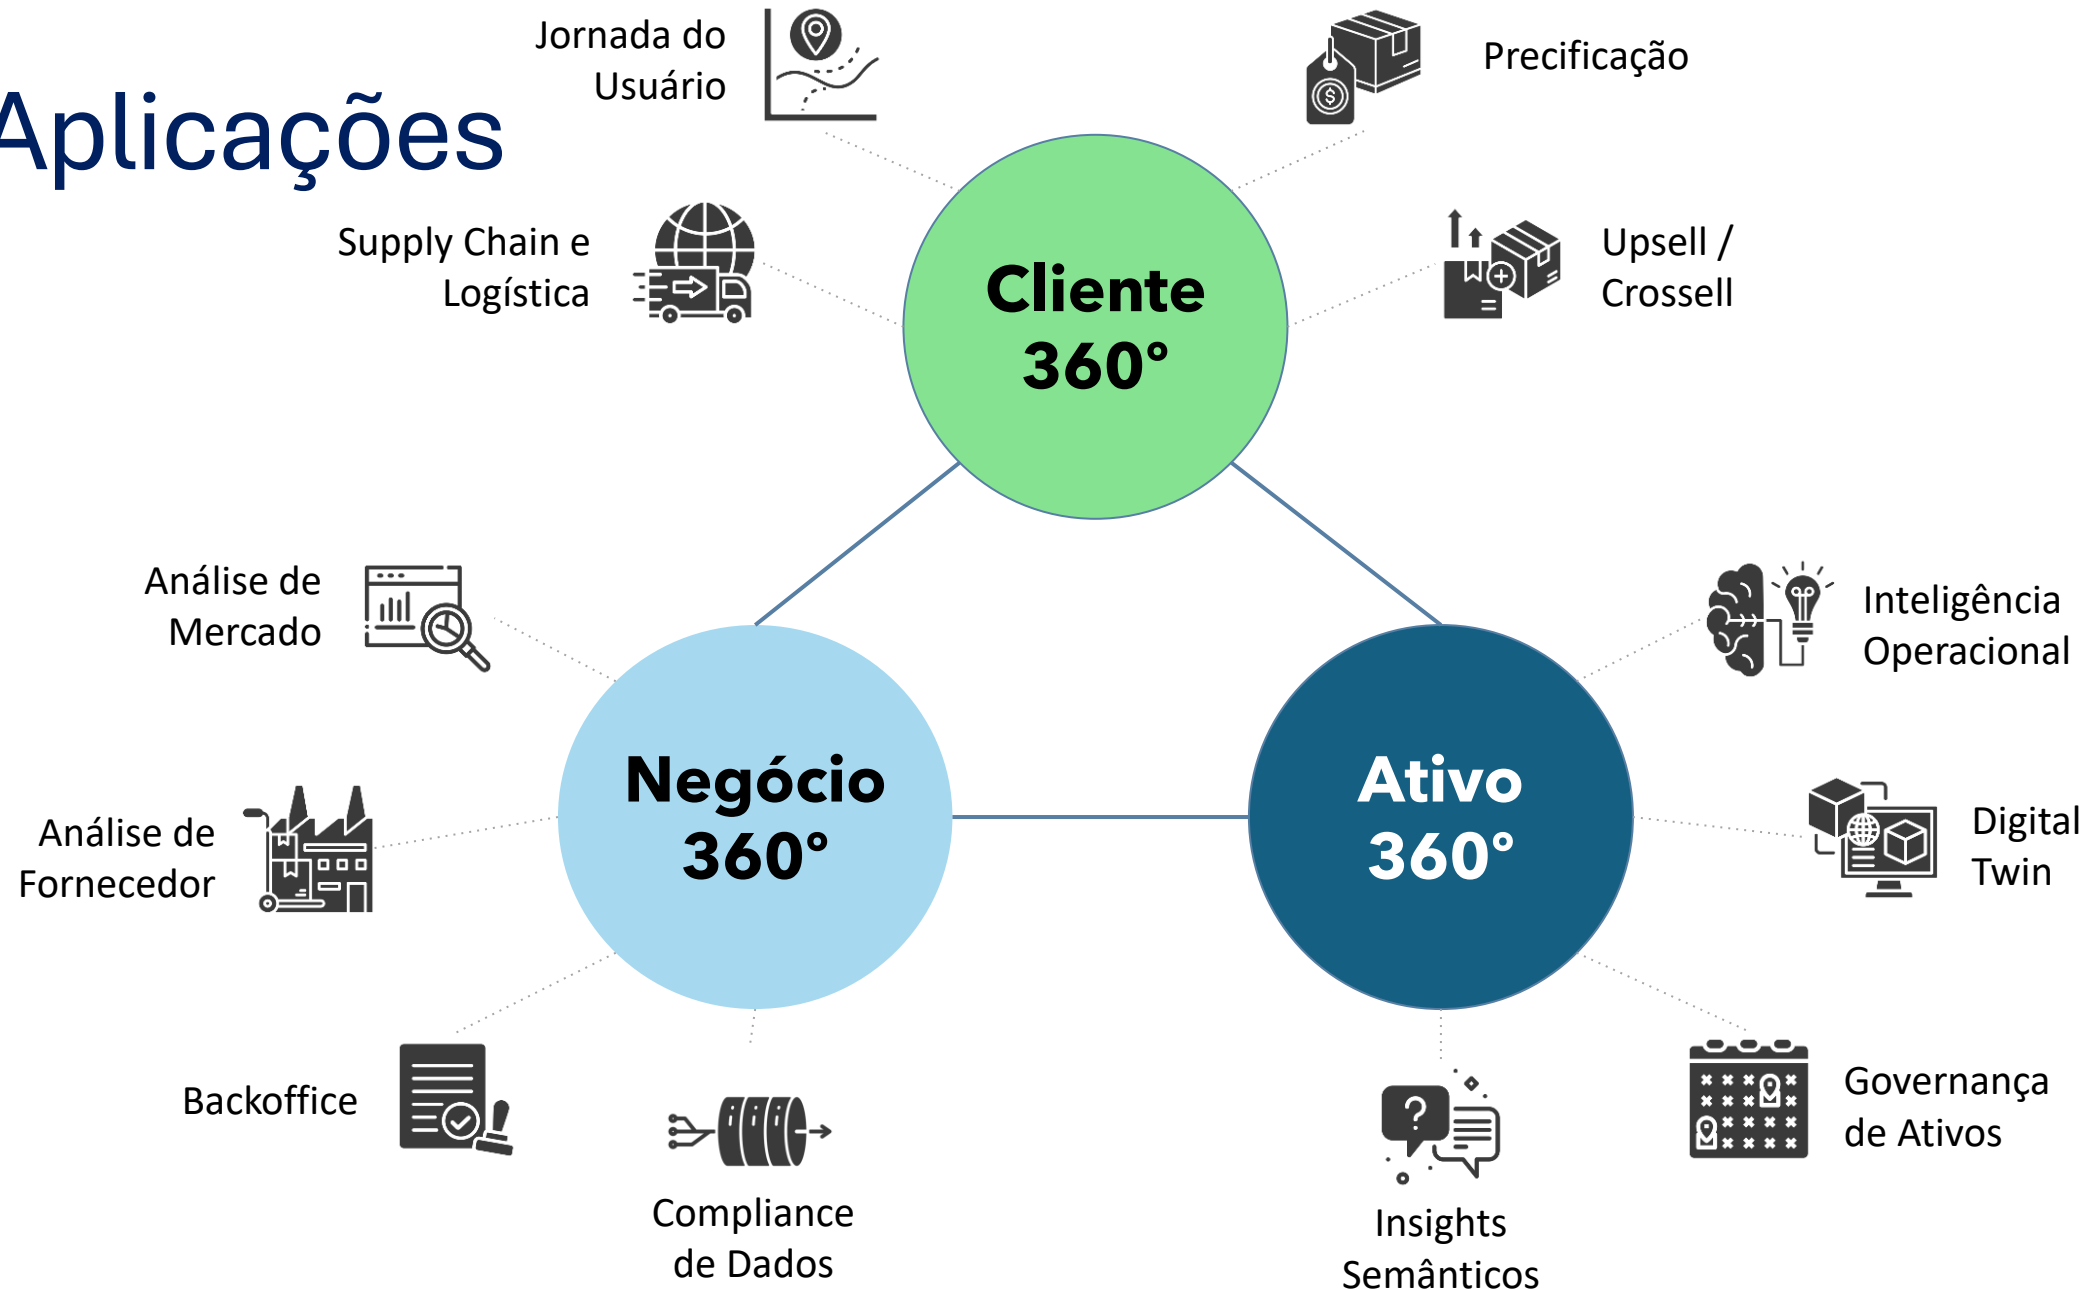 Aplicações
Jornada do
Usuário
Precificação
Supply Chain e
Logística
Upsell /
Crossell
Cliente
360°
Análise de
Mercado
Inteligência
Operacional
Negócio
360°
Ativo
360°
Análise de
Fornecedor
Digital
Twin
Backoffice
Governança
de Ativos
Compliance
de Dados
Insights
Semânticos